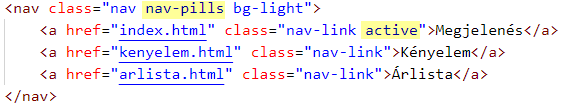 <nav class="nav nav-pills bg-light">
<a href="index.html" class="nav-link active">Megjelenés</a>
<a href="kenyelem.html" class="nav-link">Kényelem</a>
<a href="arlista.html" class="nav-link">Árlista</a>
</nav>